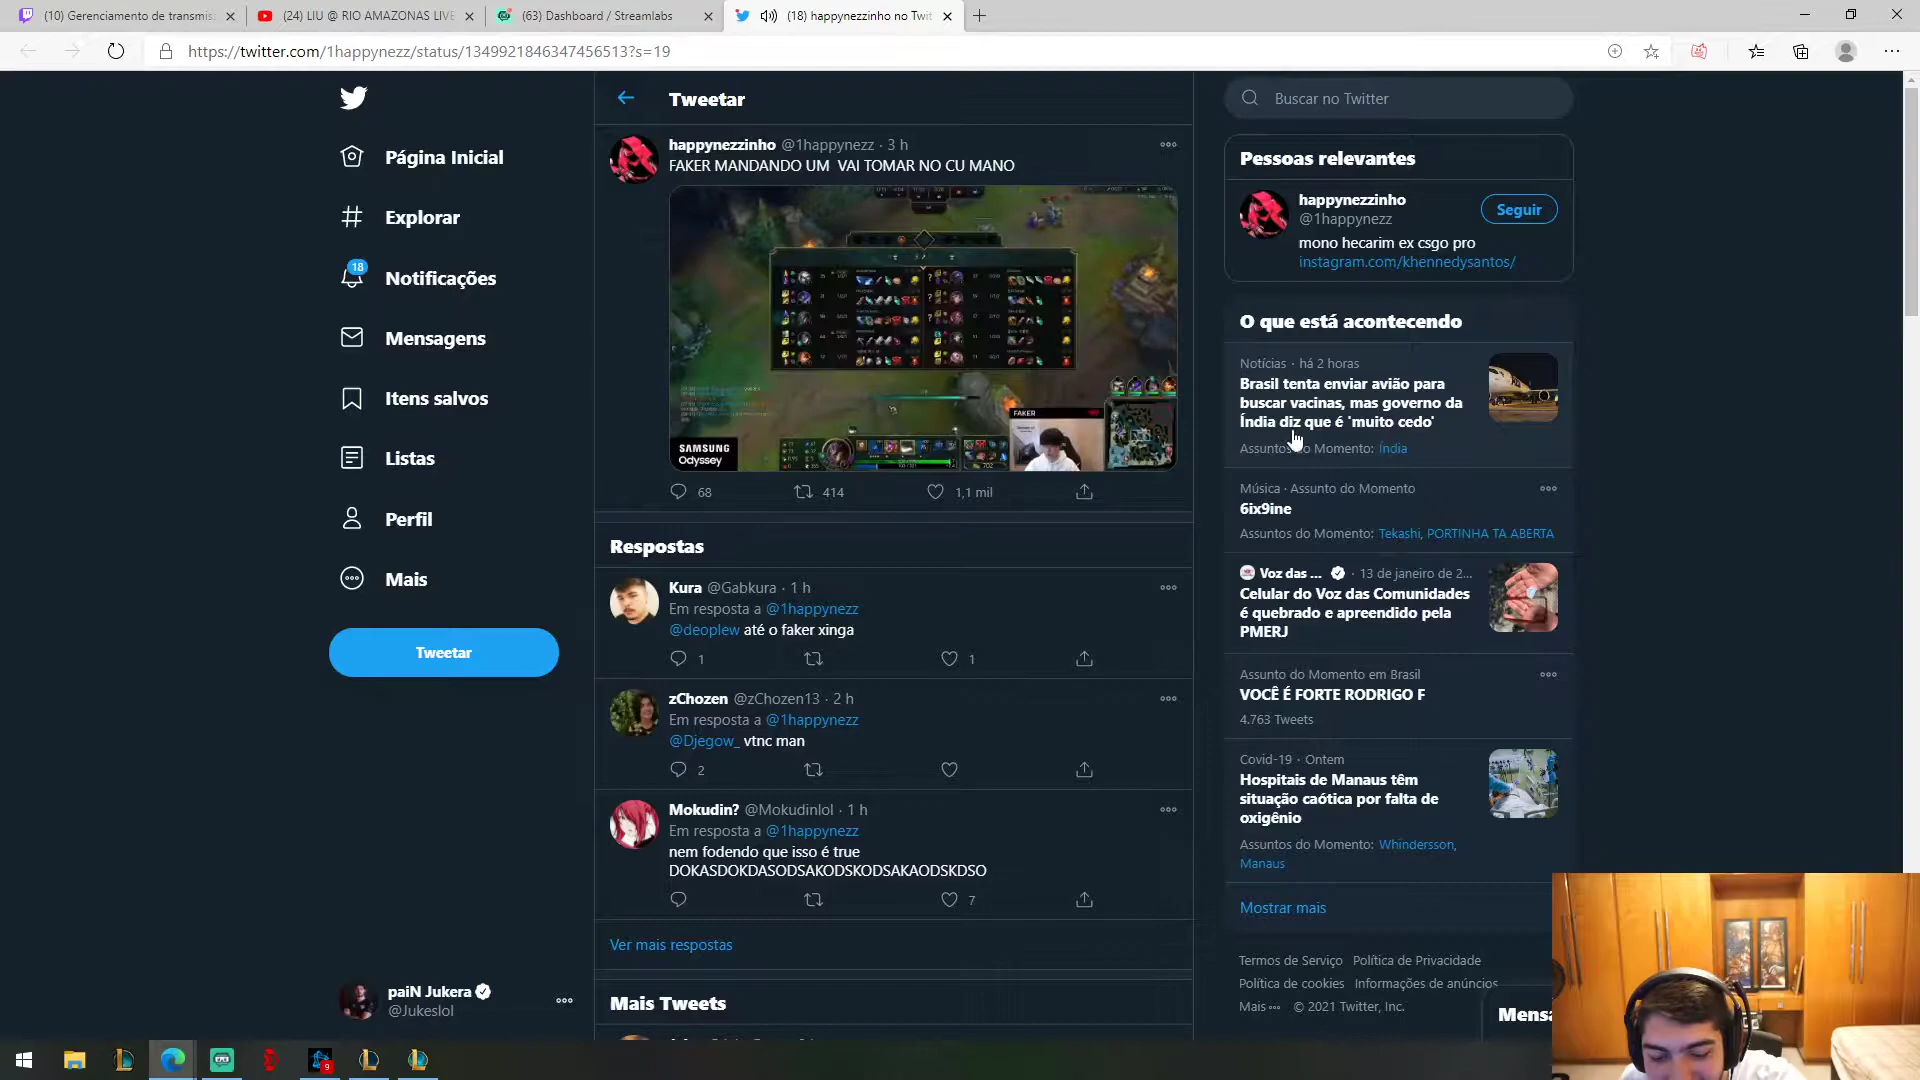 (10) Gerenciamento de transmis
(24) LIU @ RIO AMAZONAS LIVE
(63) Dashboard / Streamlabs
(18) happynezzinho no Twit
https://twitter.com/1happynezz/status/1349921846347456513?s=19
Página Inicial
Explorar
18
Notificações
Mensagens
Itens salvos
Listas
Perfil
Mais
Tweetar
paiN Jukera
@Jukeslol
Tweetar
happynezzinho @1happynezz · 3 h
FAKER MANDANDO UM VAI TOMAR NO CU MANO
FAKER
SAMSUNG
Odyssey
702
68 414 1,1 mil
Respostas
Kura @Gabkura · 1 h
Em resposta a @1happynezz
@deoplew até o faker xinga
1 1
zChozen @zChozen13 · 2 h
Em resposta a @1happynezz
@Djegow_ vtnc man
2
Mokudin? @Mokudinlol · 1 h
Em resposta a @1happynezz
nem fodendo que isso é true
DOKASDOKDASODSAKODSKODSAKAODSKDSO
7
Ver mais respostas
Mais Tweets
Buscar no Twitter
Pessoas relevantes
happynezzinho
@1happynezz
Seguir
mono hecarim ex csgo pro
instagram.com/khennedysantos/
O que está acontecendo
Notícias · há 2 horas
Brasil tenta enviar avião para
buscar vacinas, mas governo da
Índia diz que é 'muito cedo'
Assuntos do Momento: Índia
Música · Assunto do Momento
6ix9ine
Assuntos do Momento: Tekashi, PORTINHA TA ABERTA
Voz das ... · 13 de janeiro de 2...
Celular do Voz das Comunidades
é quebrado e apreendido pela
PMERJ
Assunto do Momento em Brasil
VOCÊ É FORTE RODRIGO F
4.763 Tweets
Covid-19 · Ontem
Hospitais de Manaus têm
situação caótica por falta de
oxigênio
Assuntos do Momento: Whindersson,
Manaus
Mostrar mais
Termos de Serviço Política de Privacidade
Política de cookies Informações de anúncios
Mais © 2021 Twitter, Inc.
Mensa
9